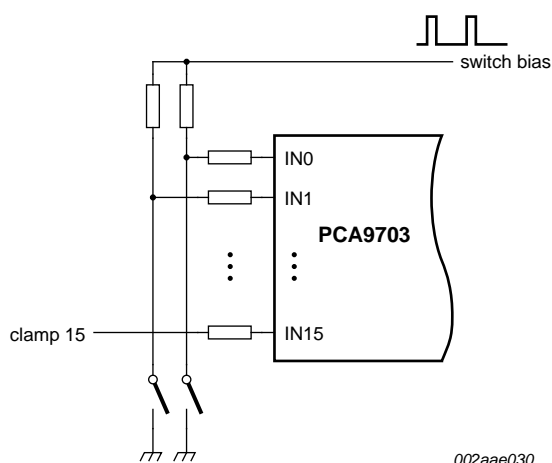 switch bias
IN0
IN1
PCA9703
clamp 15
IN15
002aae030